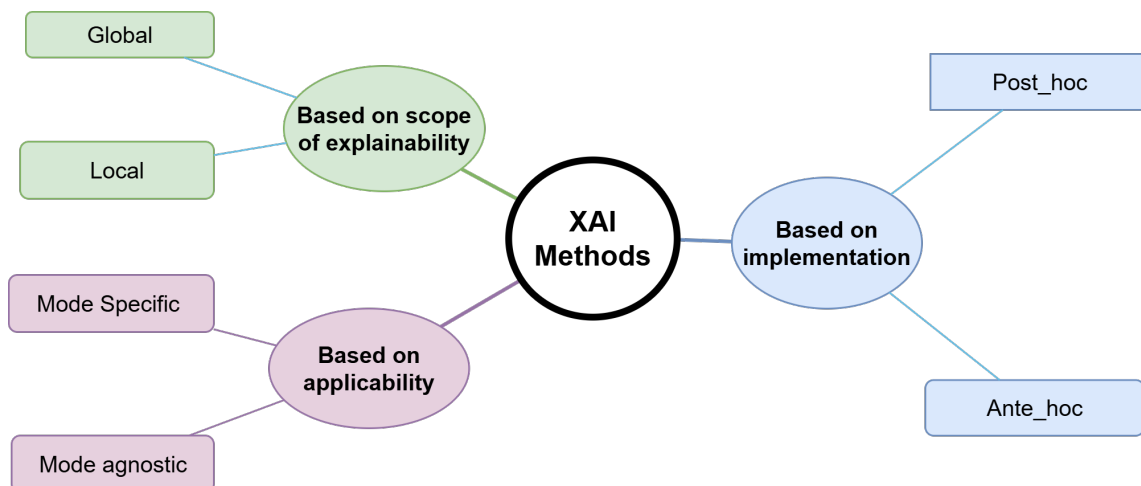 Global
Based on scope
of explainability
Local
XAI
Methods
Post_hoc
Based on
implementation
Ante_hoc
Mode Specific
Based on
applicability
Mode agnostic